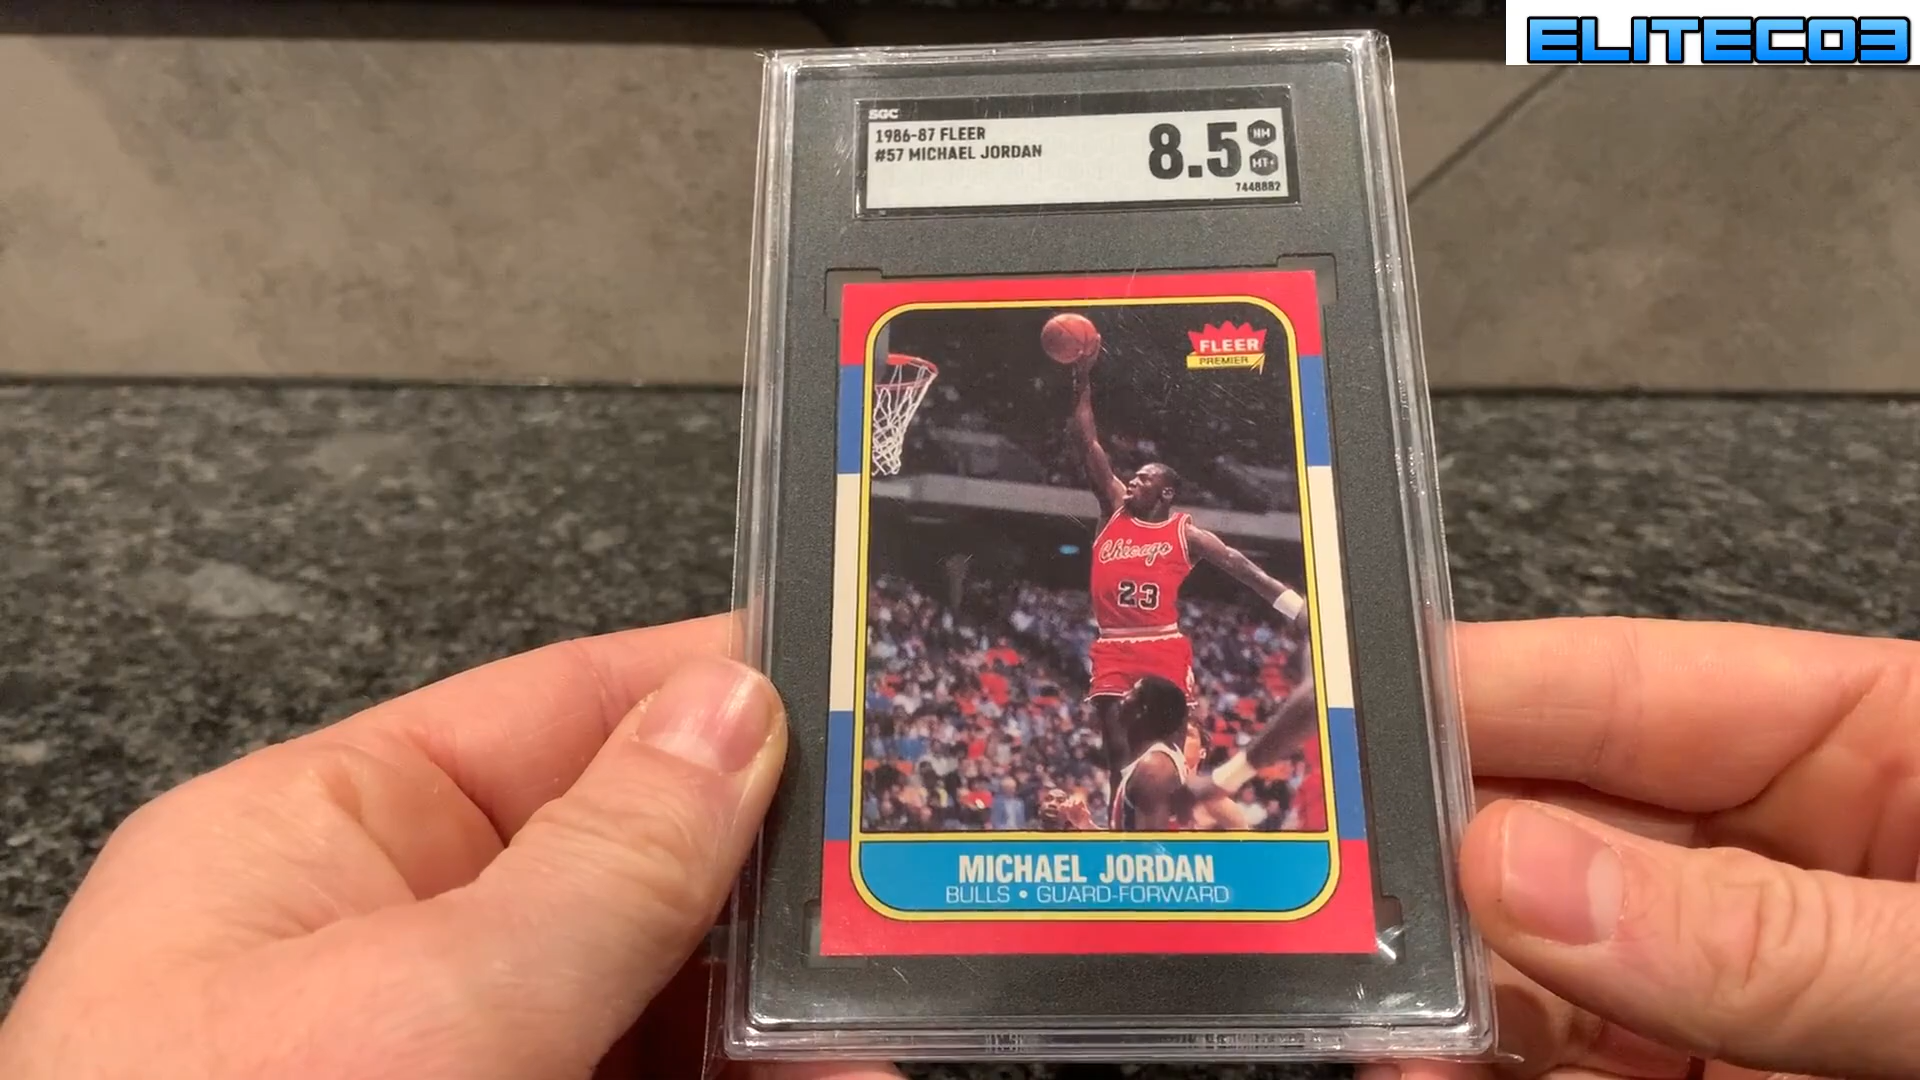 ELITEC03
SGC
1986-87 FLEER
#57 MICHAEL JORDAN
8.5
NM
MT+
7448882
FLEER
PREMIER
Chicago
23
MICHAEL JORDAN
BULLS • GUARD-FORWARD